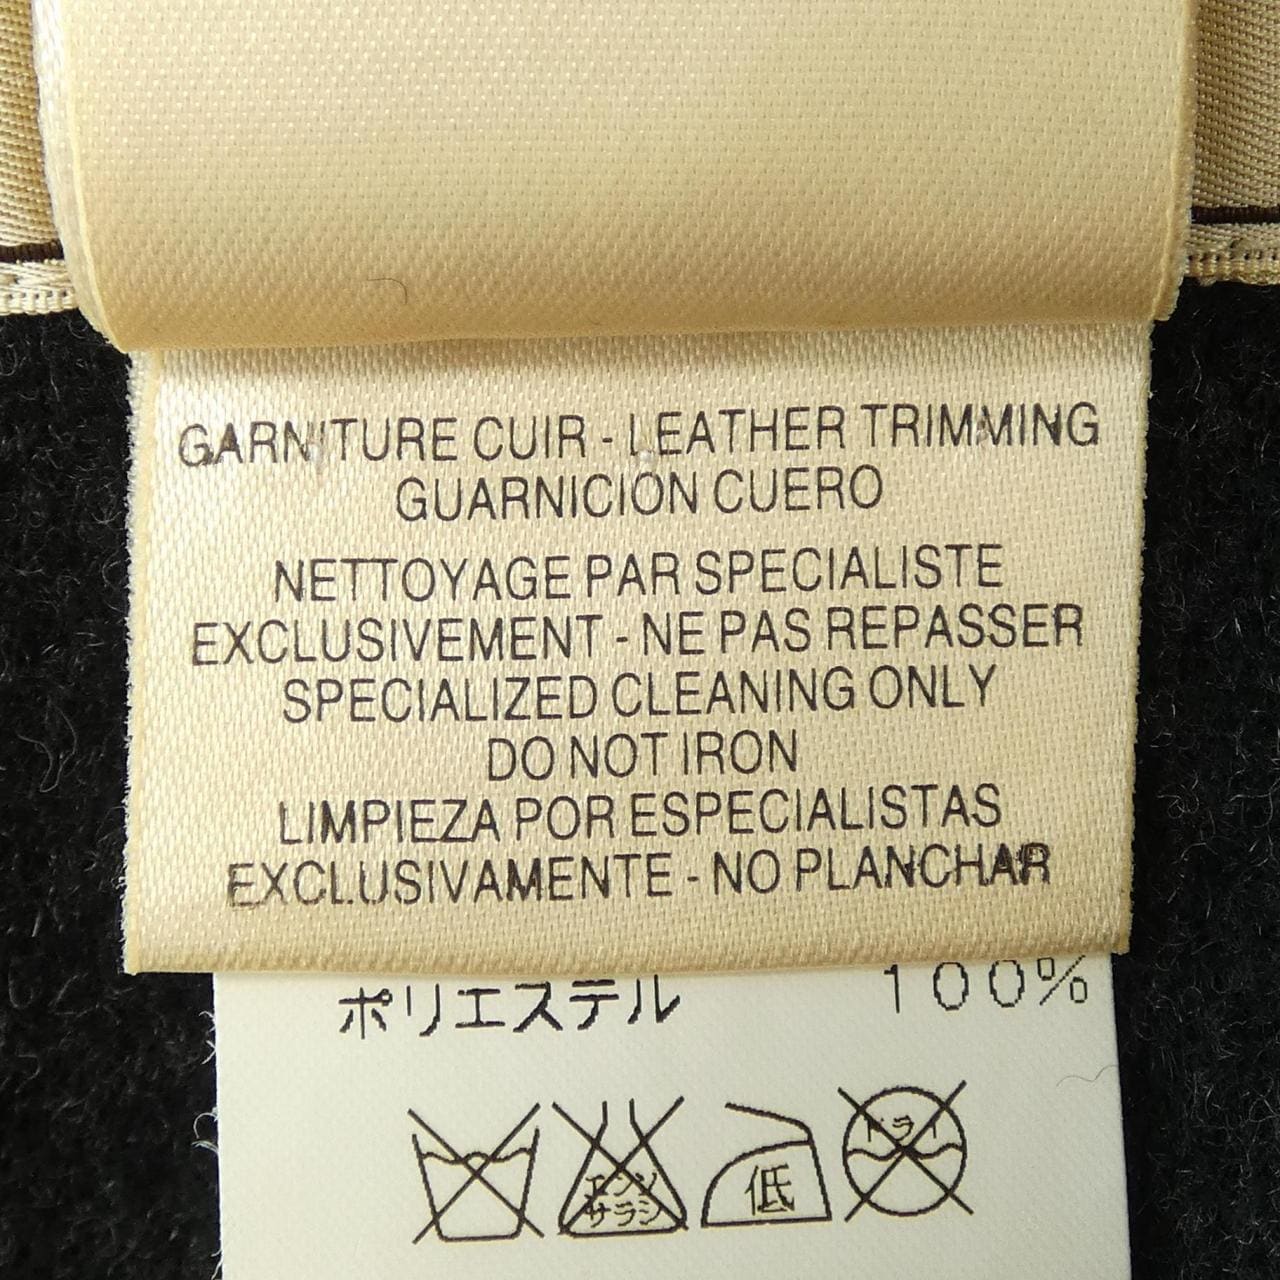 GARNITURE CUIR - LEATHER TRIMMING
GUARNICIÓN CUERO
NETTOYAGE PAR SPECIALISTE
EXCLUSIVEMENT - NE PAS REPASSER
SPECIALIZED CLEANING ONLY
DO NOT IRON
LIMPIEZA POR ESPECIALISTAS
EXCLUSIVAMENTE - NO PLANCHAR
ポリエステル 100%
エンソ
サラシ
低
ドライ